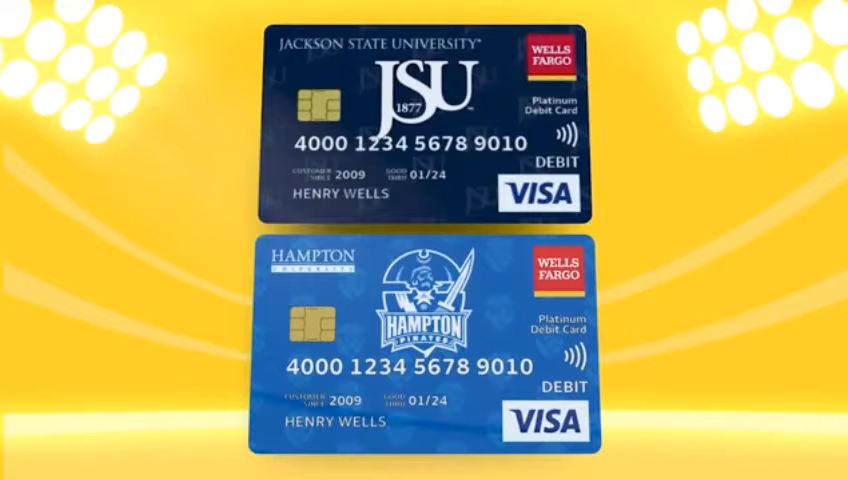 JACKSON STATE UNIVERSITY®
WELLS
FARGO
JSU
1877
Platinum
Debit Card
4000 1234 5678 9010
DEBIT
CUSTOMER
SINCE 2009 GOOD
THRU 01/24
HENRY WELLS
VISA
HAMPTON
UNIVERSITY
WELLS
FARGO
HAMPTON
PIRATES
Platinum
Debit Card
4000 1234 5678 9010
DEBIT
CUSTOMER
SINCE 2009 GOOD
THRU 01/24
HENRY WELLS
VISA